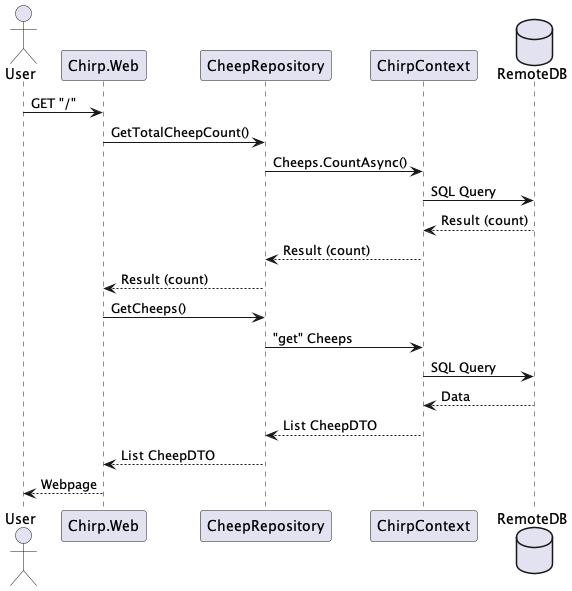 User
Chirp.Web
CheepRepository
ChirpContext
RemoteDB
GET "/"
GetTotalCheepCount()
Cheeps.CountAsync()
SQL Query
Result (count)
Result (count)
Result (count)
GetCheeps()
"get" Cheeps
SQL Query
Data
List CheepDTO
List CheepDTO
Webpage
User
Chirp.Web
CheepRepository
ChirpContext
RemoteDB